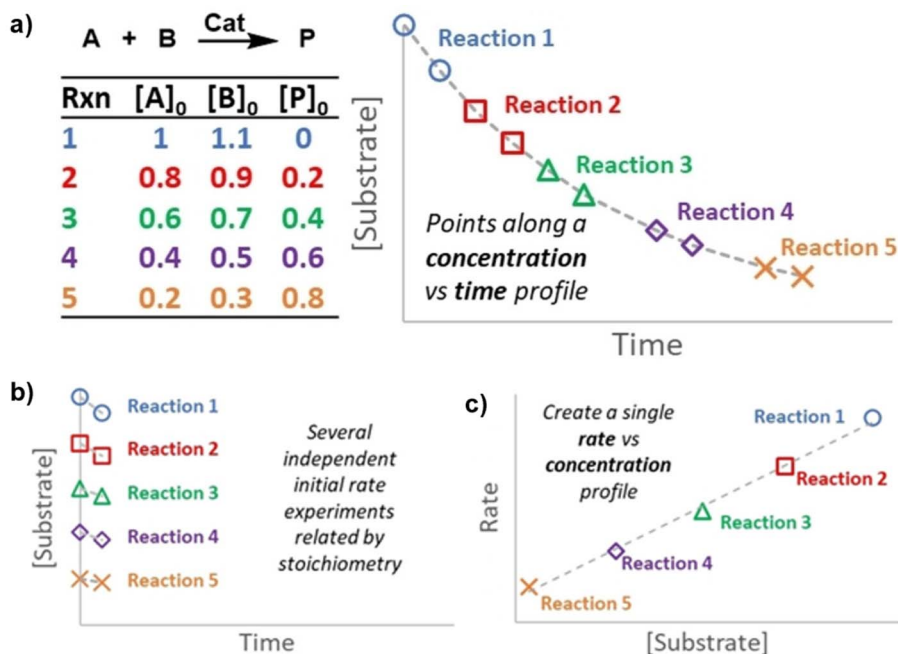 a)
A + B Cat P
Rxn [A]0 [B]0 [P]0
1 1 1.1 0
2 0.8 0.9 0.2
3 0.6 0.7 0.4
4 0.4 0.5 0.6
5 0.2 0.3 0.8
[Substrate]
Reaction 1
Reaction 2
Reaction 3
Reaction 4
Reaction 5
Points along a
concentration
vs time profile
Time
b)
[Substrate]
Reaction 1
Reaction 2
Reaction 3
Reaction 4
Reaction 5
Several
independent
initial rate
experiments
related by
stoichiometry
Time
c)
Rate
Create a single
rate vs
concentration
profile
Reaction 1
Reaction 2
Reaction 3
Reaction 4
Reaction 5
[Substrate]